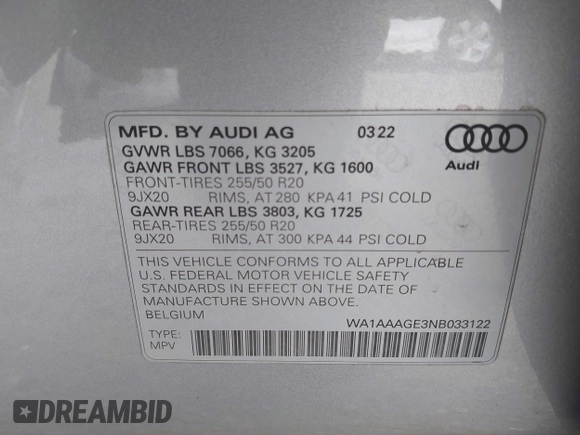 MFD. BY AUDI AG 03.22
GVWR LBS 7066, KG 3205
GAWR FRONT LBS 3527, KG 1600
FRONT-TIRES 255/50 R20
9JX20 RIMS, AT 280 KPA 41 PSI COLD
GAWR REAR LBS 3803, KG 1725
REAR-TIRES 255/50 R20
9JX20 RIMS, AT 300 KPA 44 PSI COLD
Audi
THIS VEHICLE CONFORMS TO ALL APPLICABLE
U.S. FEDERAL MOTOR VEHICLE SAFETY
STANDARDS IN EFFECT ON THE DATE OF
MANUFACTURE SHOWN ABOVE.
BELGIUM WA1AAAGE3NB033122
TYPE:
MPV
DREAMBID